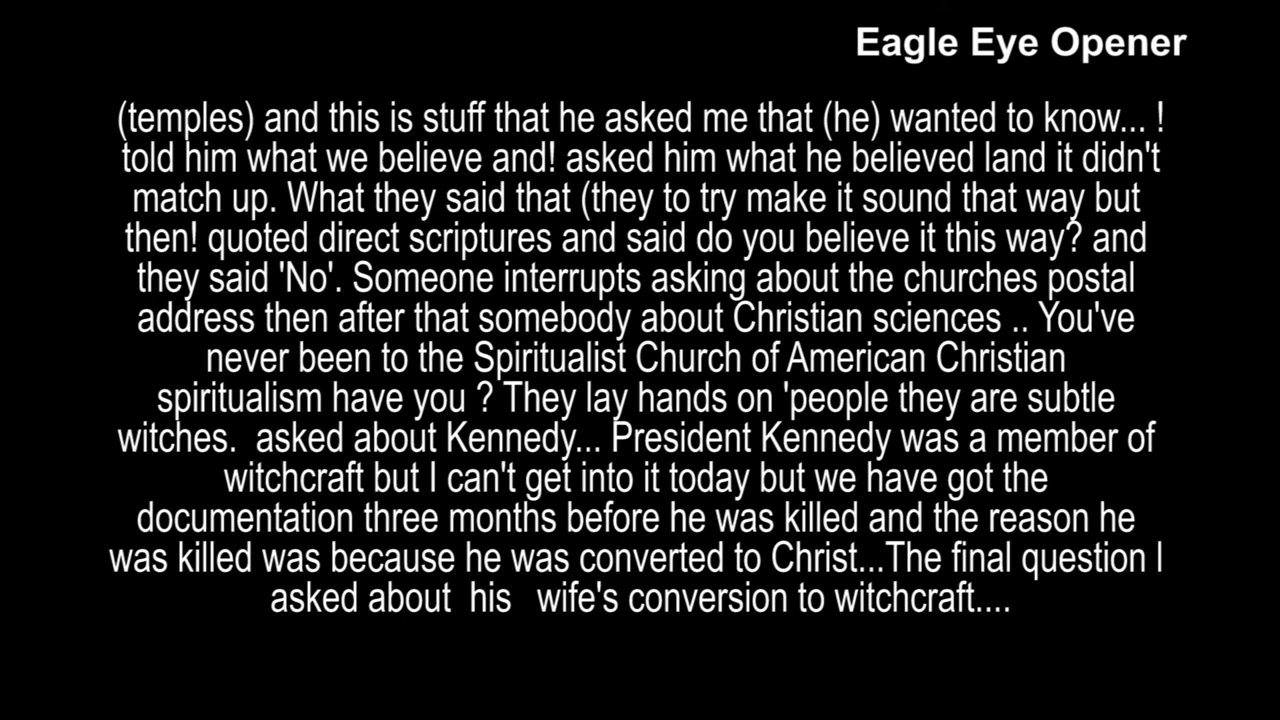 Eagle Eye Opener
(temples) and this is stuff that he asked me that (he) wanted to know... !
told him what we believe and! asked him what he believed land it didn't
match up. What they said that (they to try make it sound that way but
then! quoted direct scriptures and said do you believe it this way? and
they said 'No'. Someone interrupts asking about the churches postal
address then after that somebody about Christian sciences .. You've
never been to the Spiritualist Church of American Christian
spiritualism have you ? They lay hands on 'people they are subtle
witches.  asked about Kennedy... President Kennedy was a member of
witchcraft but I can't get into it today but we have got the
documentation three months before he was killed and the reason he
was killed was because he was converted to Christ...The final question I
asked about  his   wife's conversion to witchcraft....